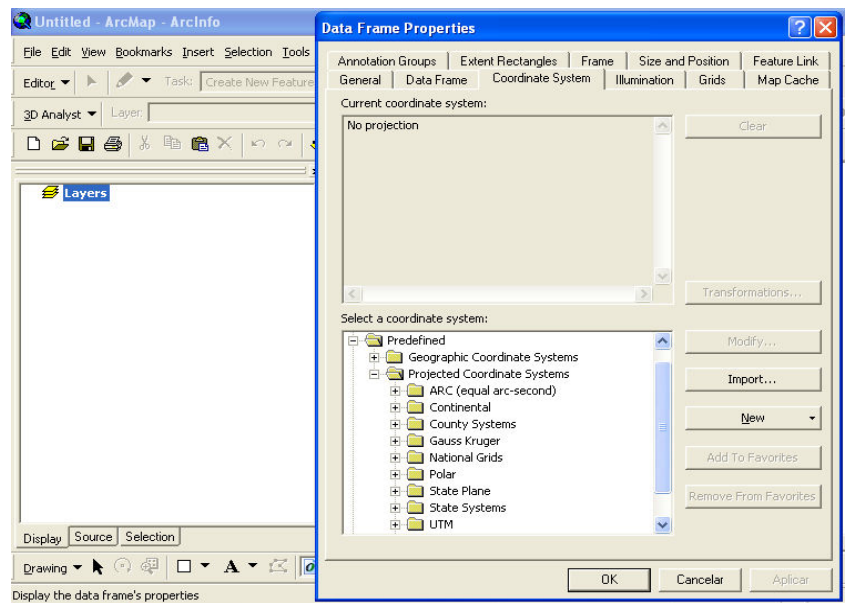 Untitled - ArcMap - ArcInfo
File Edit View Bookmarks Insert Selection Tools
Editor Task: Create New Feature
3D Analyst Layer:
Layers
Display Source Selection
Drawing A
Display the data frame's properties
Data Frame Properties
Annotation Groups Extent Rectangles Frame Size and Position Feature Link
General Data Frame Coordinate System Illumination Grids Map Cache
Current coordinate system:
No projection
Clear
Transformations...
Select a coordinate system:
Predefined
Geographic Coordinate Systems
Projected Coordinate Systems
ARC (equal arc-second)
Continental
County Systems
Gauss Kruger
National Grids
Polar
State Plane
State Systems
UTM
Modify...
Import...
New
Add To Favorites
Remove From Favorites
OK Cancelar Aplicar